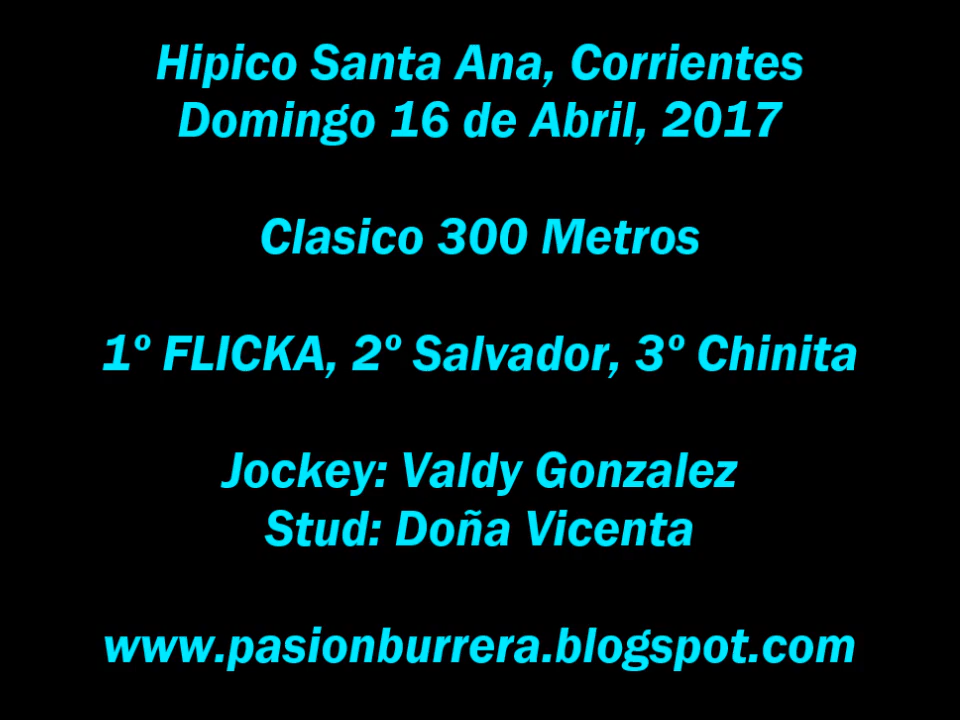 Hipico Santa Ana, Corrientes
Domingo 16 de Abril, 2017
Clasico 300 Metros
1º FLICKA, 2º Salvador, 3º Chinita
Jockey: Valdy Gonzalez
Stud: Doña Vicenta
www.pasionburrera.blogspot.com